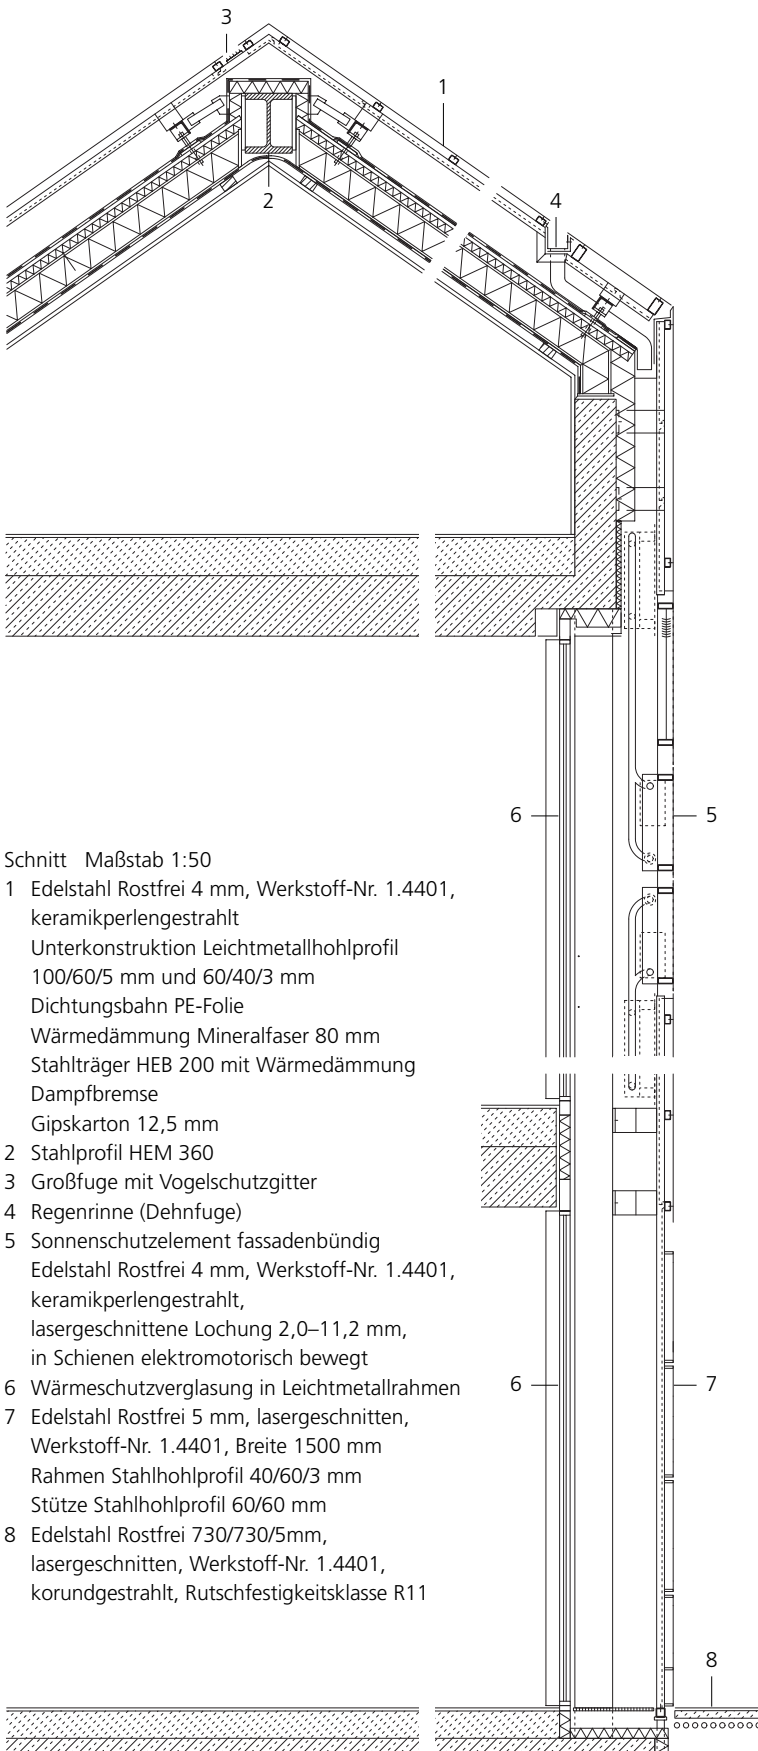 3
1
2
4
6
5
Schnitt Maßstab 1:50
1 Edelstahl Rostfrei 4 mm, Werkstoff-Nr. 1.4401,
keramikperlengestrahlt
Unterkonstruktion Leichtmetallhohlprofil
100/60/5 mm und 60/40/3 mm
Dichtungsbahn PE-Folie
Wärmedämmung Mineralfaser 80 mm
Stahlträger HEB 200 mit Wärmedämmung
Dampfbremse
Gipskarton 12,5 mm
2 Stahlprofil HEM 360
3 Großfuge mit Vogelschutzgitter
4 Regenrinne (Dehnfuge)
5 Sonnenschutzelement fassadenbündig
Edelstahl Rostfrei 4 mm, Werkstoff-Nr. 1.4401,
keramikperlengestrahlt,
lasergeschnittene Lochung 2,0–11,2 mm,
in Schienen elektromotorisch bewegt
6 Wärmeschutzverglasung in Leichtmetallrahmen
7 Edelstahl Rostfrei 5 mm, lasergeschnitten,
Werkstoff-Nr. 1.4401, Breite 1500 mm
Rahmen Stahlhohlprofil 40/60/3 mm
Stütze Stahlhohlprofil 60/60 mm
8 Edelstahl Rostfrei 730/730/5mm,
lasergeschnitten, Werkstoff-Nr. 1.4401,
korundgestrahlt, Rutschfestigkeitsklasse R11
6
7
8